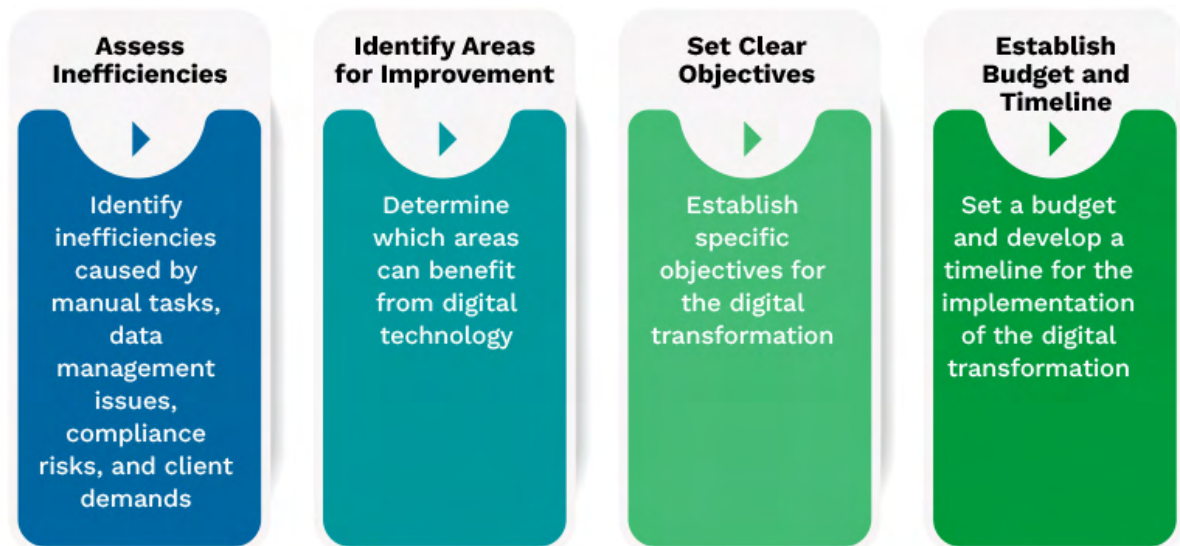 Assess
Inefficiencies
Identify
inefficiencies
caused by
manual tasks,
data
management
issues,
compliance
risks, and client
demands
Identify Areas
for Improvement
Determine
which areas
can benefit
from digital
technology
Set Clear
Objectives
Establish
specific
objectives for
the digital
transformation
Establish
Budget and
Timeline
Set a budget
and develop a
timeline for the
implementation
of the digital
transformation